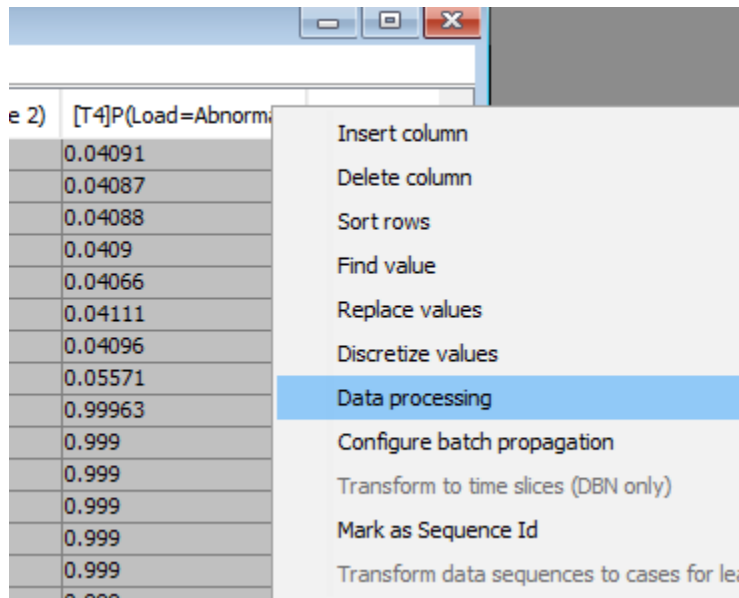 e 2) [T4]P(Load=Abnorma
0.04091
0.04087
0.04088
0.0409
0.04066
0.04111
0.04096
0.05571
0.99963
0.999
0.999
0.999
0.999
0.999
Insert column
Delete column
Sort rows
Find value
Replace values
Discretize values
Data processing
Configure batch propagation
Transform to time slices (DBN only)
Mark as Sequence Id
Transform data sequences to cases for lea